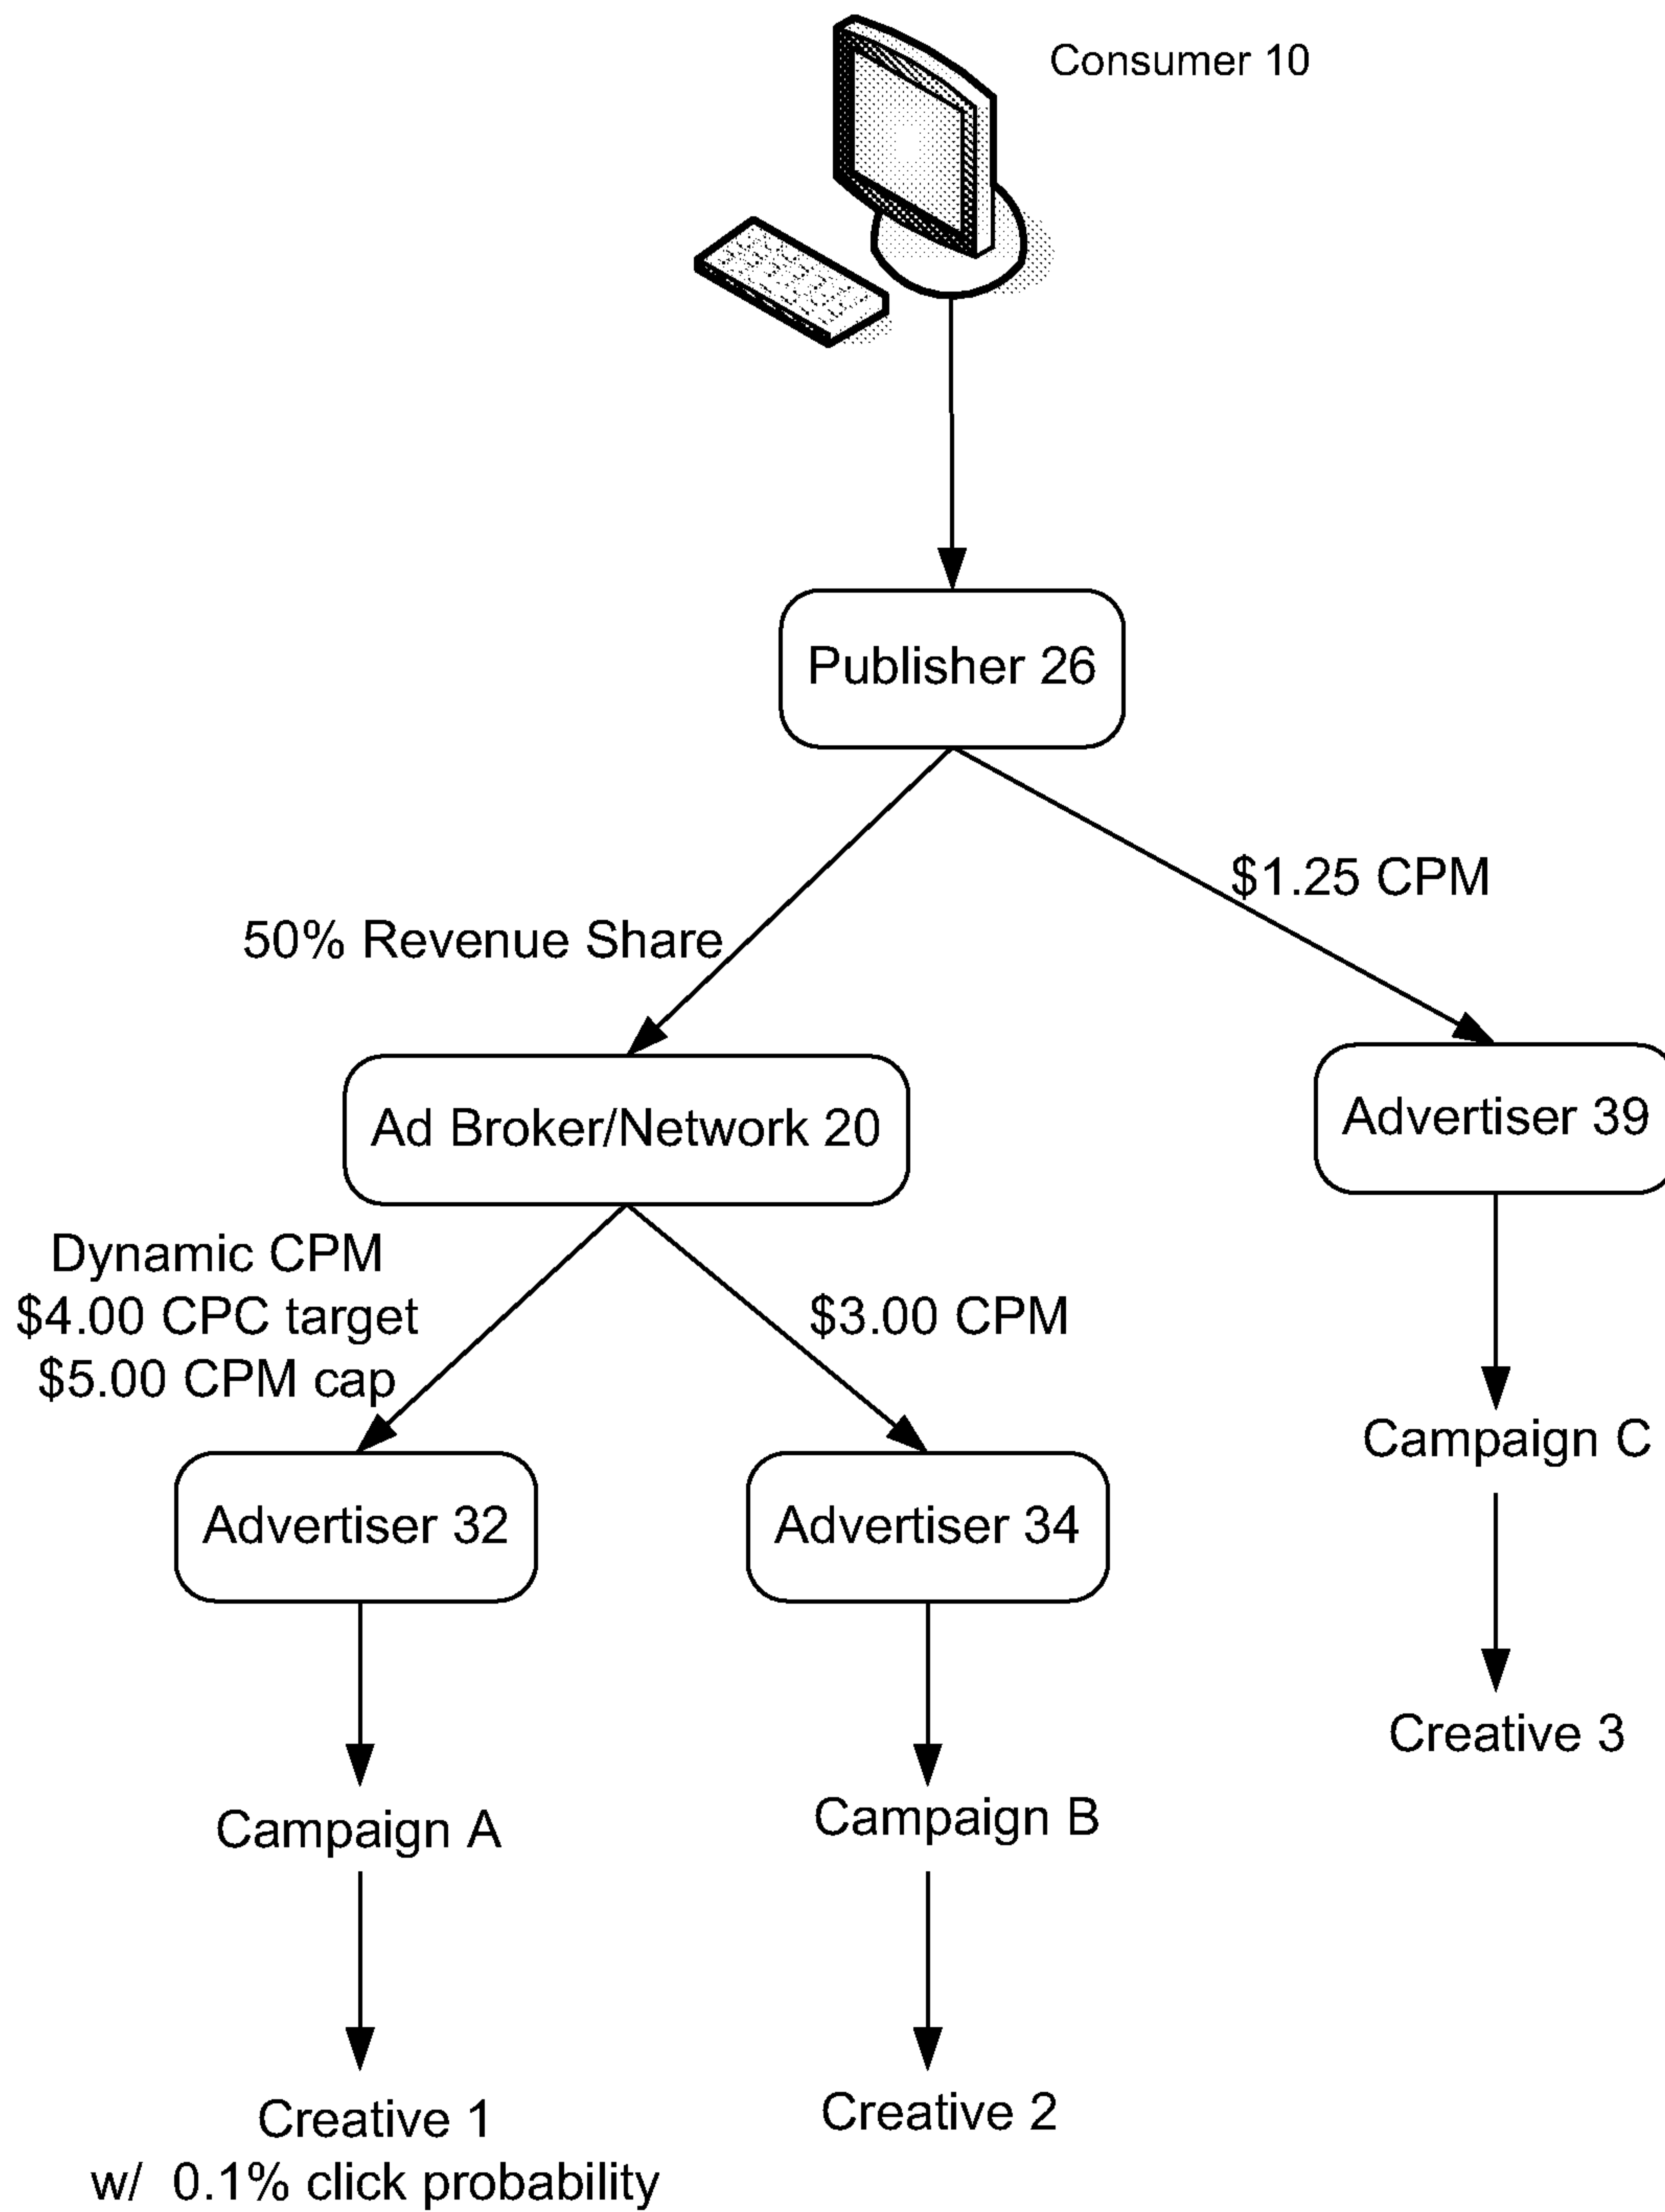 Consumer 10
Publisher 26
$1.25 CPM
50% Revenue Share
Ad Broker/Network 20
Advertiser 39
Dynamic CPM
$4.00 CPC target
$5.00 CPM cap
$3.00 CPM
Advertiser 32
Advertiser 34
Campaign C
Creative 3
Campaign A
Campaign B
Creative 1
w/ 0.1% click probability
Creative 2